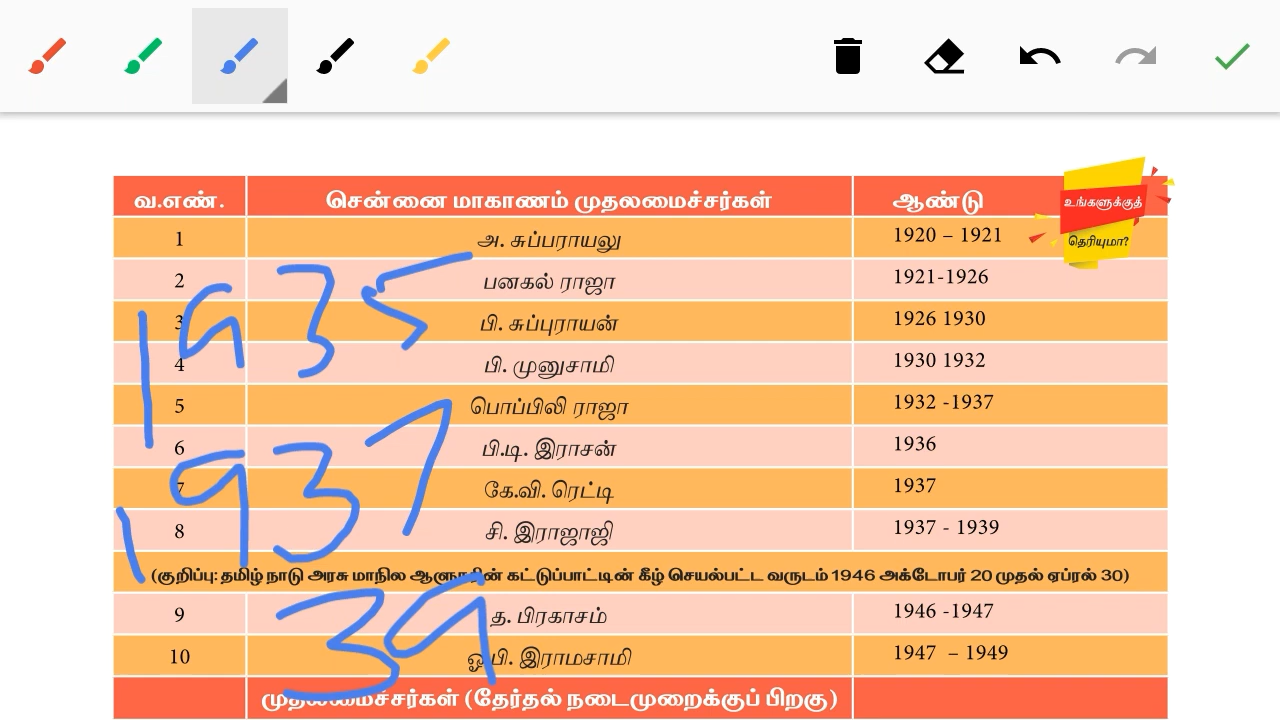 வ.எண். சென்னை மாகாணம் முதலமைச்சர்கள் ஆண்டு
உங்களுக்குத்
தெரியுமா?
1 அ. சுப்பராயலு 1920 – 1921
2 பனகல் ராஜா 1921-1926
3 பி. சுப்புராயன் 1926 1930
4 பி. முனுசாமி 1930 1932
5 பொப்பிலி ராஜா 1932 -1937
6 பி.டி. இராசன் 1936
7 கே.வி. ரெட்டி 1937
8 சி. இராஜாஜி 1937 - 1939
(குறிப்பு: தமிழ் நாடு அரசு மாநில ஆளுநரின் கட்டுப்பாட்டின் கீழ் செயல்பட்ட வருடம் 1946 அக்டோபர் 20 முதல் ஏப்ரல் 30)
9 த. பிரகாசம் 1946 -1947
10 ஓ.பி. இராமசாமி 1947 – 1949
முதலமைச்சர்கள் (தேர்தல் நடைமுறைக்குப் பிறகு)
1935
1937
39